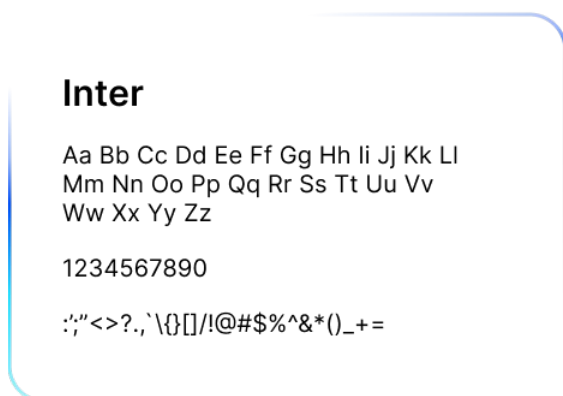 Inter
Aa Bb Cc Dd Ee Ff Gg Hh Ii Jj Kk Ll
Mm Nn Oo Pp Qq Rr Ss Tt Uu Vv
Ww Xx Yy Zz
1234567890
:‘;”<>?.,`\{}[]/!@#$%^&*()_+=